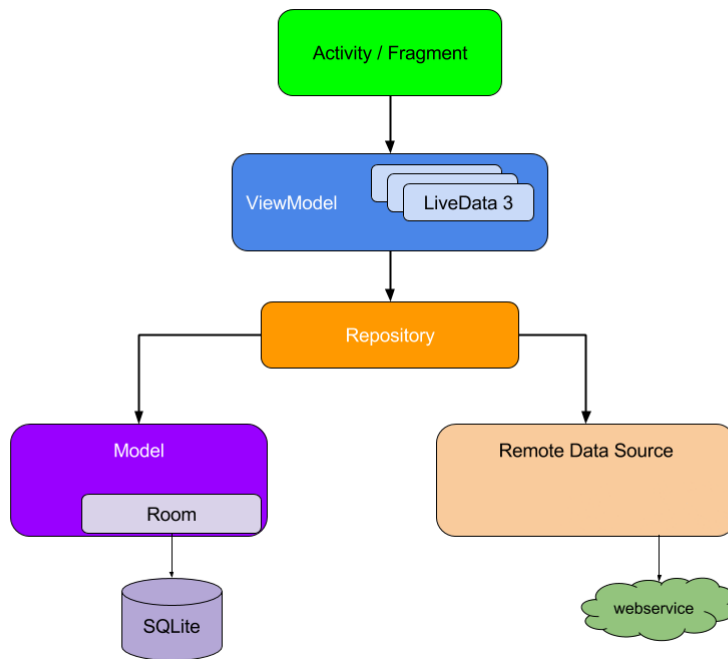 Activity / Fragment
ViewModel
LiveData 3
Repository
Model
Remote Data Source
Room
SQLite
webservice